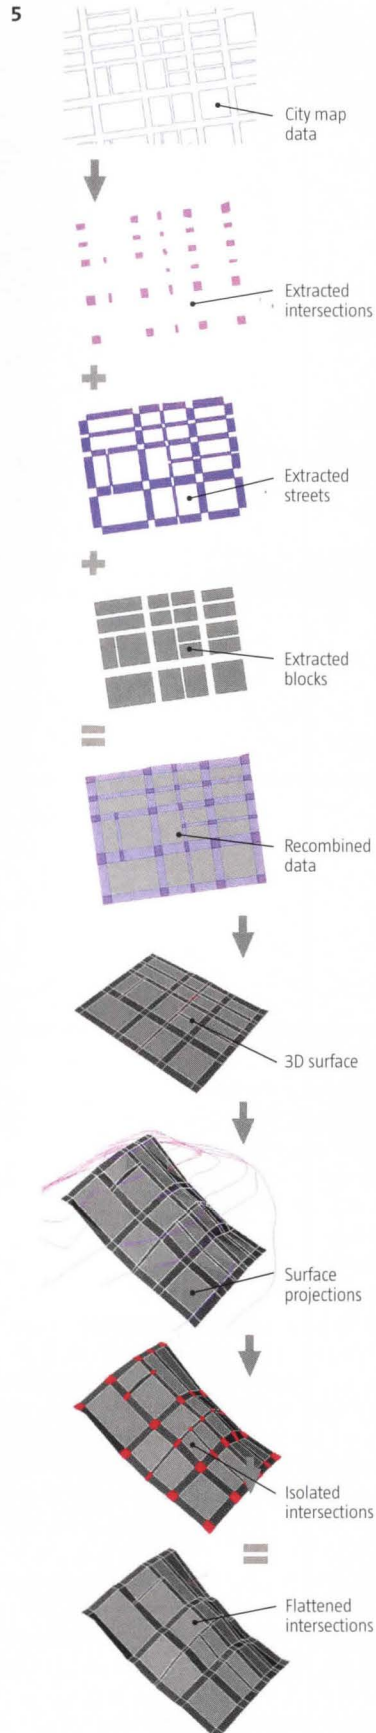 5
City map
data
Extracted
intersections
Extracted
streets
Extracted
blocks
Recombined
data
3D surface
Surface
projections
Isolated
intersections
Flattened
intersections